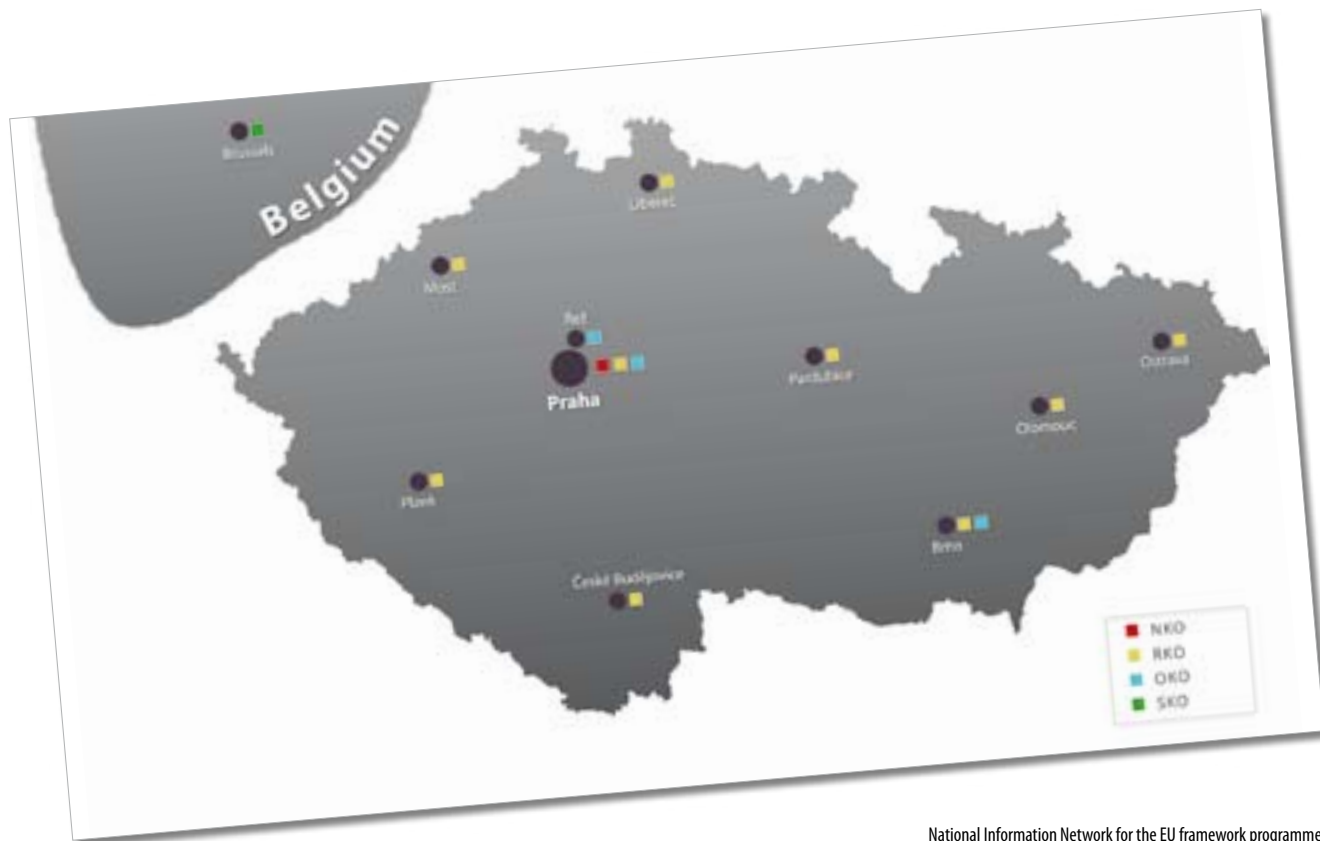 Brussels
Belgium
Liberec
Most
Řež
Praha
Pardubice
Ostrava
Olomouc
Plzeň
Brno
České Budějovice
NKO
RKO
OKO
SKO
National Information Network for the EU framework programme